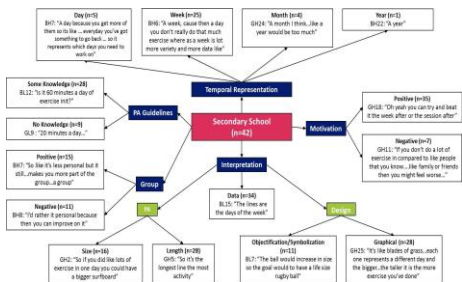 Day (n=5)
BH7: "A day because you get more
of them so its like ... everyday you've got
something to go back ... so it
represents which days you need to
work on"
Week (n=25)
BH6: "A week, cause then a day
you don't really do that much
exercise where as a week is lot
more variety and more data like"
Month (n=4)
GH24: "A month I think...like a
year would be too much"
Year (n=1)
BH22: "A year"
Temporal Representation
Some Knowledge (n=28)
BL12: "Is it 60 minutes a day of
exercise init?"
PA Guidelines
No Knowledge (n=9)
GL9 : "20 minutes a day..."
Secondary School
(n=42)
Motivation
Positive (n=35)
GH18: "Oh yeah you can try and beat
it the week after or the session after"
Negative (n=7)
GH11: "If you don't do a lot of
exercise in compared to like people
that you know...like family or friends
then you might feel worse..."
Positive (n=15)
BH7: "So like it's less personal but it
still...makes you more part of the
group...a group"
Group
Negative (n=11)
BH8: "I'd rather it personal because
then you can improve on it"
Interpretation
Data (n=34)
BL15: "The lines are
the days of the week"
PA
Design
Size (n=16)
GH2: "So if you did like lots of
exercise in one day you could have
a bigger surfboard"
Length (n=28)
GH5: "So it's the
longest line the most
activity"
Objectification/Symbolization
(n=11)
BL7: "The ball would increase in size
so the goal would to have a life size
rugby ball"
Graphical (n=28)
GH25: "It's like blades of grass...each
one represents a different day and
the bigger...the taller it is the more
exercise you've done"